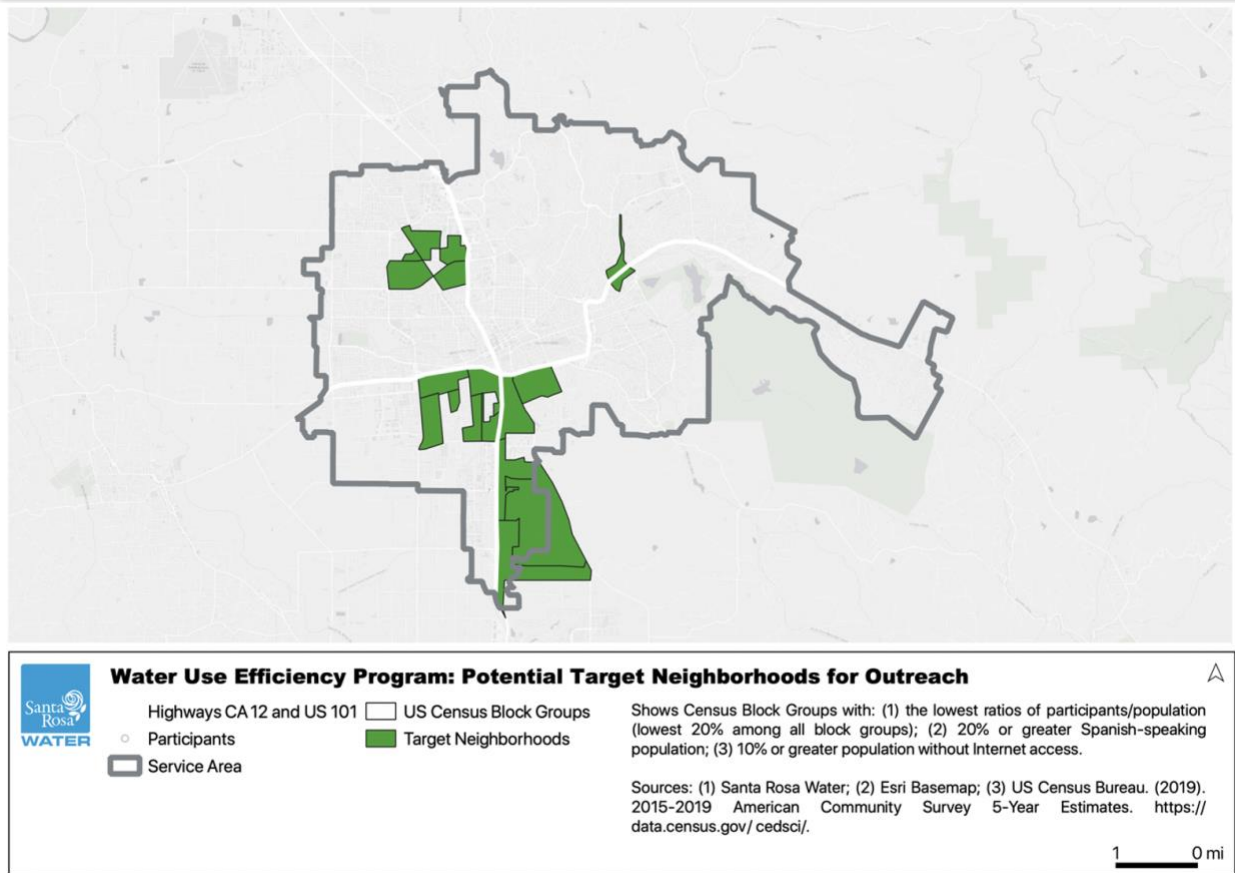 Santa
Rosa
WATER
Water Use Efficiency Program: Potential Target Neighborhoods for Outreach
Highways CA 12 and US 101
US Census Block Groups
Participants
Target Neighborhoods
Service Area
Shows Census Block Groups with: (1) the lowest ratios of participants/population
(lowest 20% among all block groups); (2) 20% or greater Spanish-speaking
population; (3) 10% or greater population without Internet access.
Sources: (1) Santa Rosa Water; (2) Esri Basemap; (3) US Census Bureau. (2019).
2015-2019 American Community Survey 5-Year Estimates. https://
data.census.gov/ cedsci/.
1 0 mi